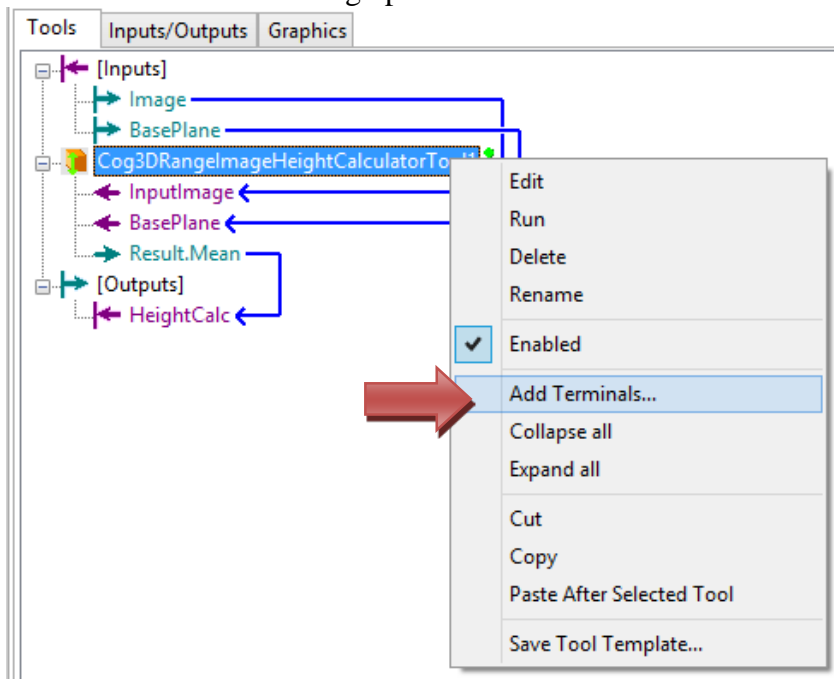 Tools Inputs/Outputs Graphics
[Inputs]
Image
BasePlane
Cog3DRangeImageHeightCalculatorTool1
InputImage
BasePlane
Result.Mean
[Outputs]
HeightCalc
Edit
Run
Delete
Rename
Enabled
Add Terminals...
Collapse all
Expand all
Cut
Copy
Paste After Selected Tool
Save Tool Template...